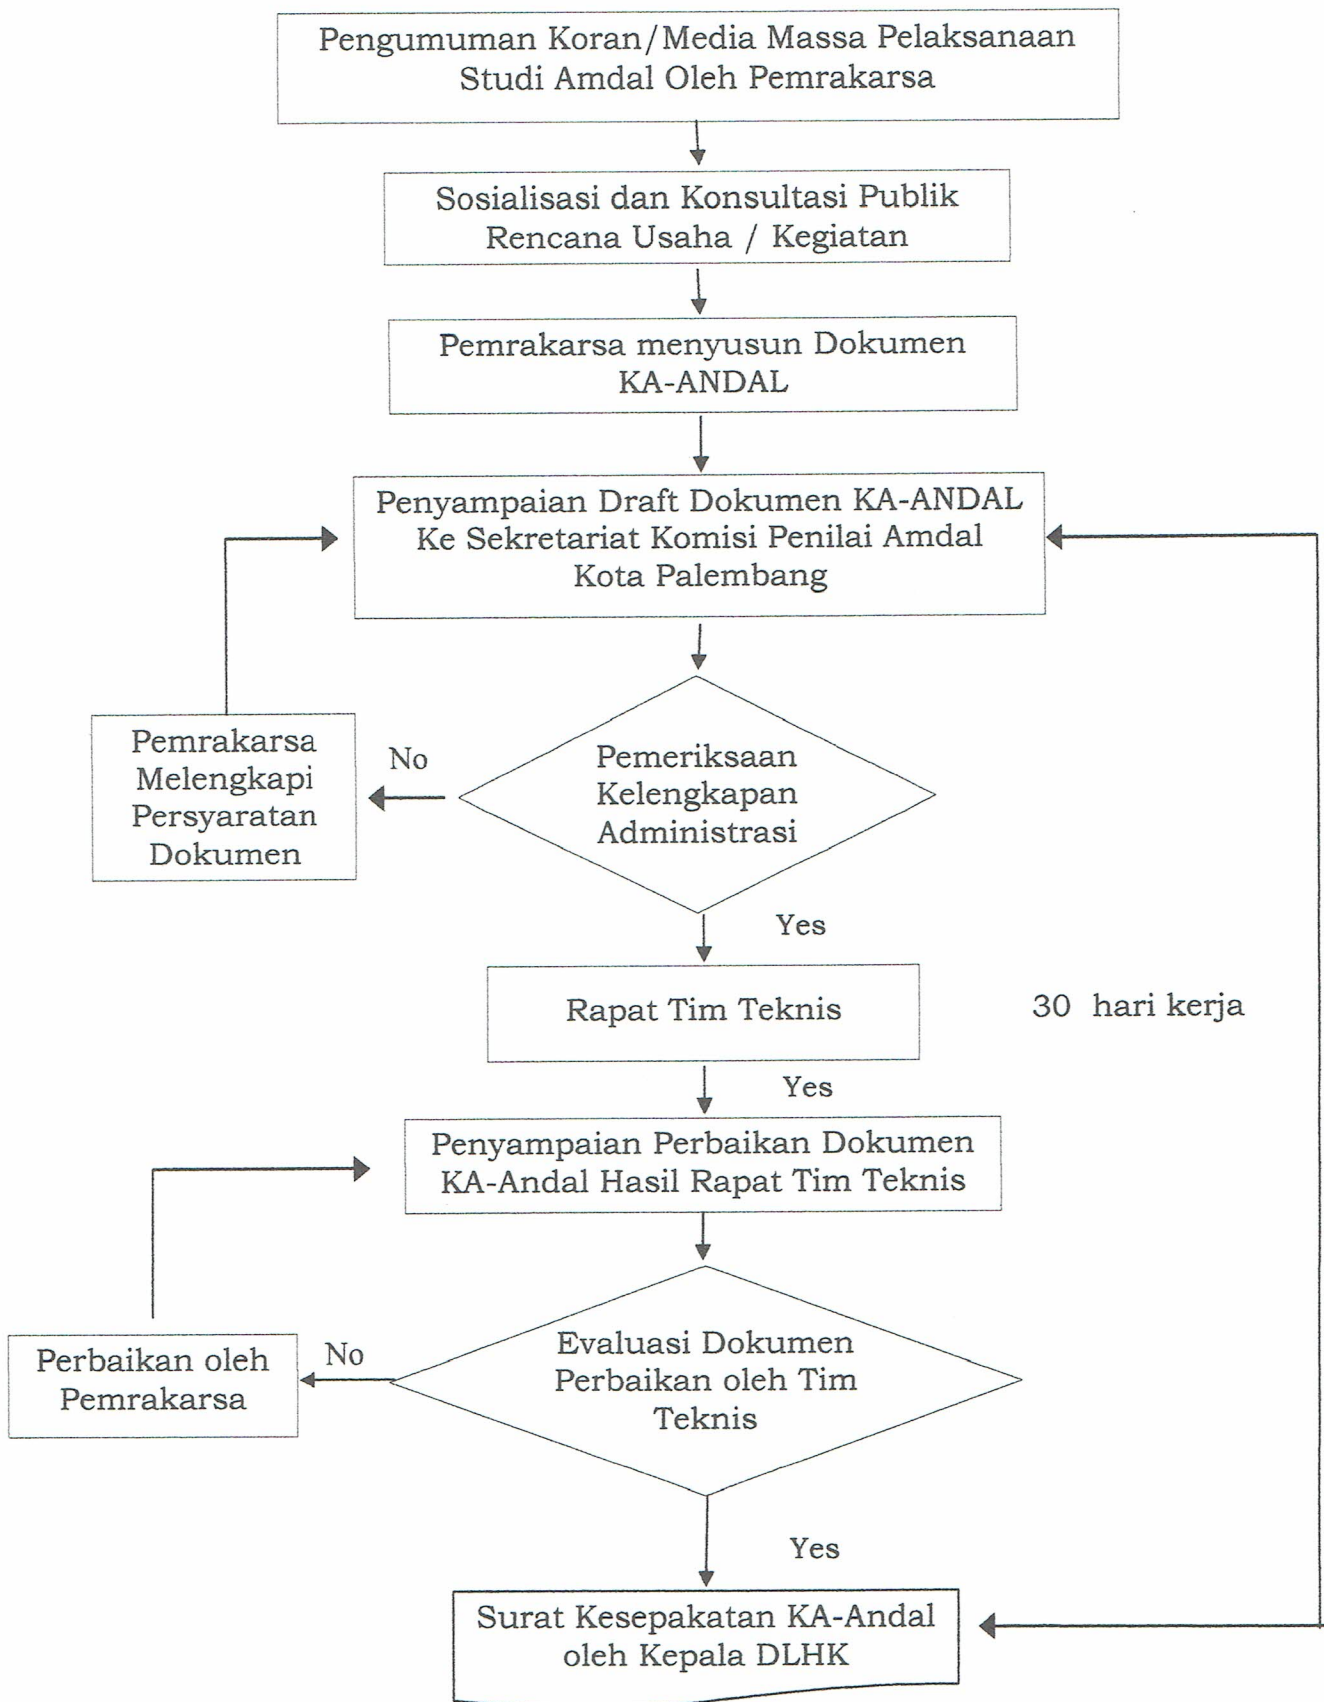 Pengumuman Koran/Media Massa Pelaksanaan
Studi Amdal Oleh Pemrakarsa
Sosialisasi dan Konsultasi Publik
Rencana Usaha / Kegiatan
Pemrakarsa menyusun Dokumen
KA-ANDAL
Penyampaian Draft Dokumen KA-ANDAL
Ke Sekretariat Komisi Penilai Amdal
Kota Palembang
Pemrakarsa
Melengkapi
Persyaratan
Dokumen
No
Pemeriksaan
Kelengkapan
Administrasi
Yes
Rapat Tim Teknis
30 hari kerja
Yes
Penyampaian Perbaikan Dokumen
KA-Andal Hasil Rapat Tim Teknis
Perbaikan oleh
Pemrakarsa
No
Evaluasi Dokumen
Perbaikan oleh Tim
Teknis
Yes
Surat Kesepakatan KA-Andal
oleh Kepala DLHK